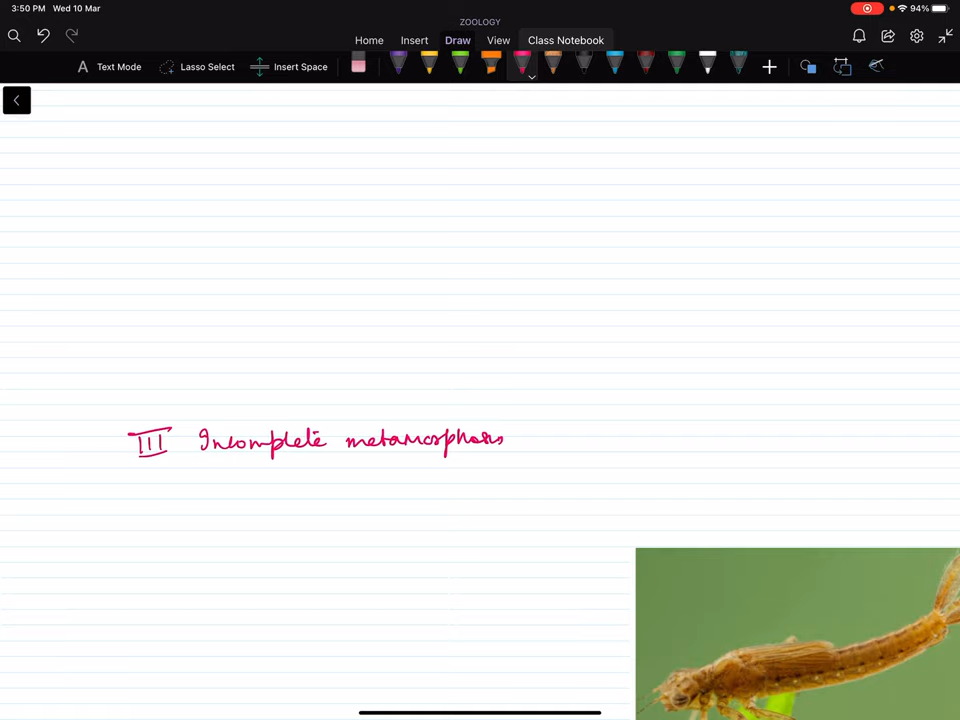 3:50 PM Wed 10 Mar 94%
ZOOLOGY
Home Insert Draw View Class Notebook
A Text Mode Lasso Select Insert Space
III Incomplete metamorphosis